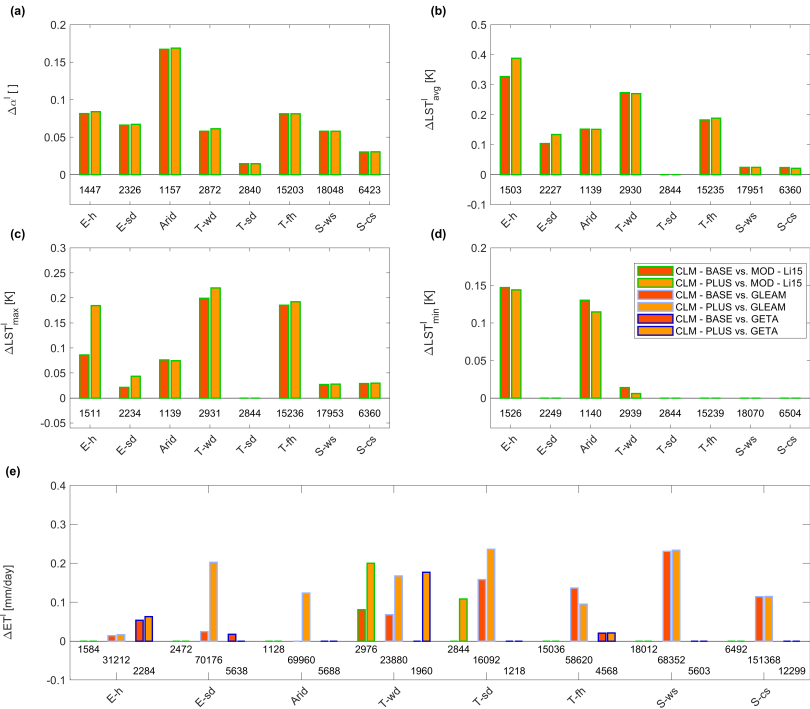 (a)
Δα^I [ ]
0.2
0.15
0.1
0.05
0
1447 2326 1157 2872 2840 15203 18048 6423
E-h E-sd Arid T-wd T-sd T-fh S-ws S-cs
(b)
ΔLST^I_avg [K]
0.5
0.4
0.3
0.2
0.1
0
-0.1
1503 2227 1139 2930 2844 15235 17951 6360
E-h E-sd Arid T-wd T-sd T-fh S-ws S-cs
(c)
ΔLST^I_max [K]
0.3
0.25
0.2
0.15
0.1
0.05
0
-0.05
1511 2234 1139 2931 2844 15236 17953 6360
E-h E-sd Arid T-wd T-sd T-fh S-ws S-cs
(d)
ΔLST^I_min [K]
0.2
0.15
0.1
0.05
0
CLM - BASE vs. MOD - Li15
CLM - PLUS vs. MOD - Li15
CLM - BASE vs. GLEAM
CLM - PLUS vs. GLEAM
CLM - BASE vs. GETA
CLM - PLUS vs. GETA
1526 2249 1140 2939 2844 15239 18070 6504
E-h E-sd Arid T-wd T-sd T-fh S-ws S-cs
(e)
ΔET^I [mm/day]
0.4
0.3
0.2
0.1
0
-0.1
1584 2472 1128 2976 2844 15036 18012 6492
31212 70176 69960 23880 16092 58620 68352 151368
2284 5638 5688 1960 1218 4568 5603 12299
E-h E-sd Arid T-wd T-sd T-fh S-ws S-cs